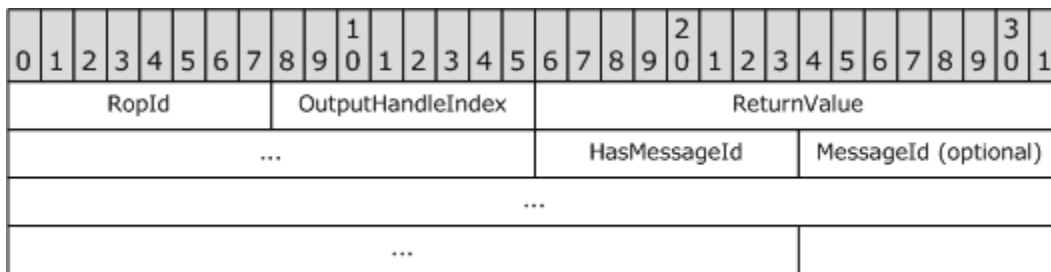 1 2 3
0 1 2 3 4 5 6 7 8 9 0 1 2 3 4 5 6 7 8 9 0 1 2 3 4 5 6 7 8 9 0 1
RopId OutputHandleIndex ReturnValue
... HasMessageId MessageId (optional)
...
...